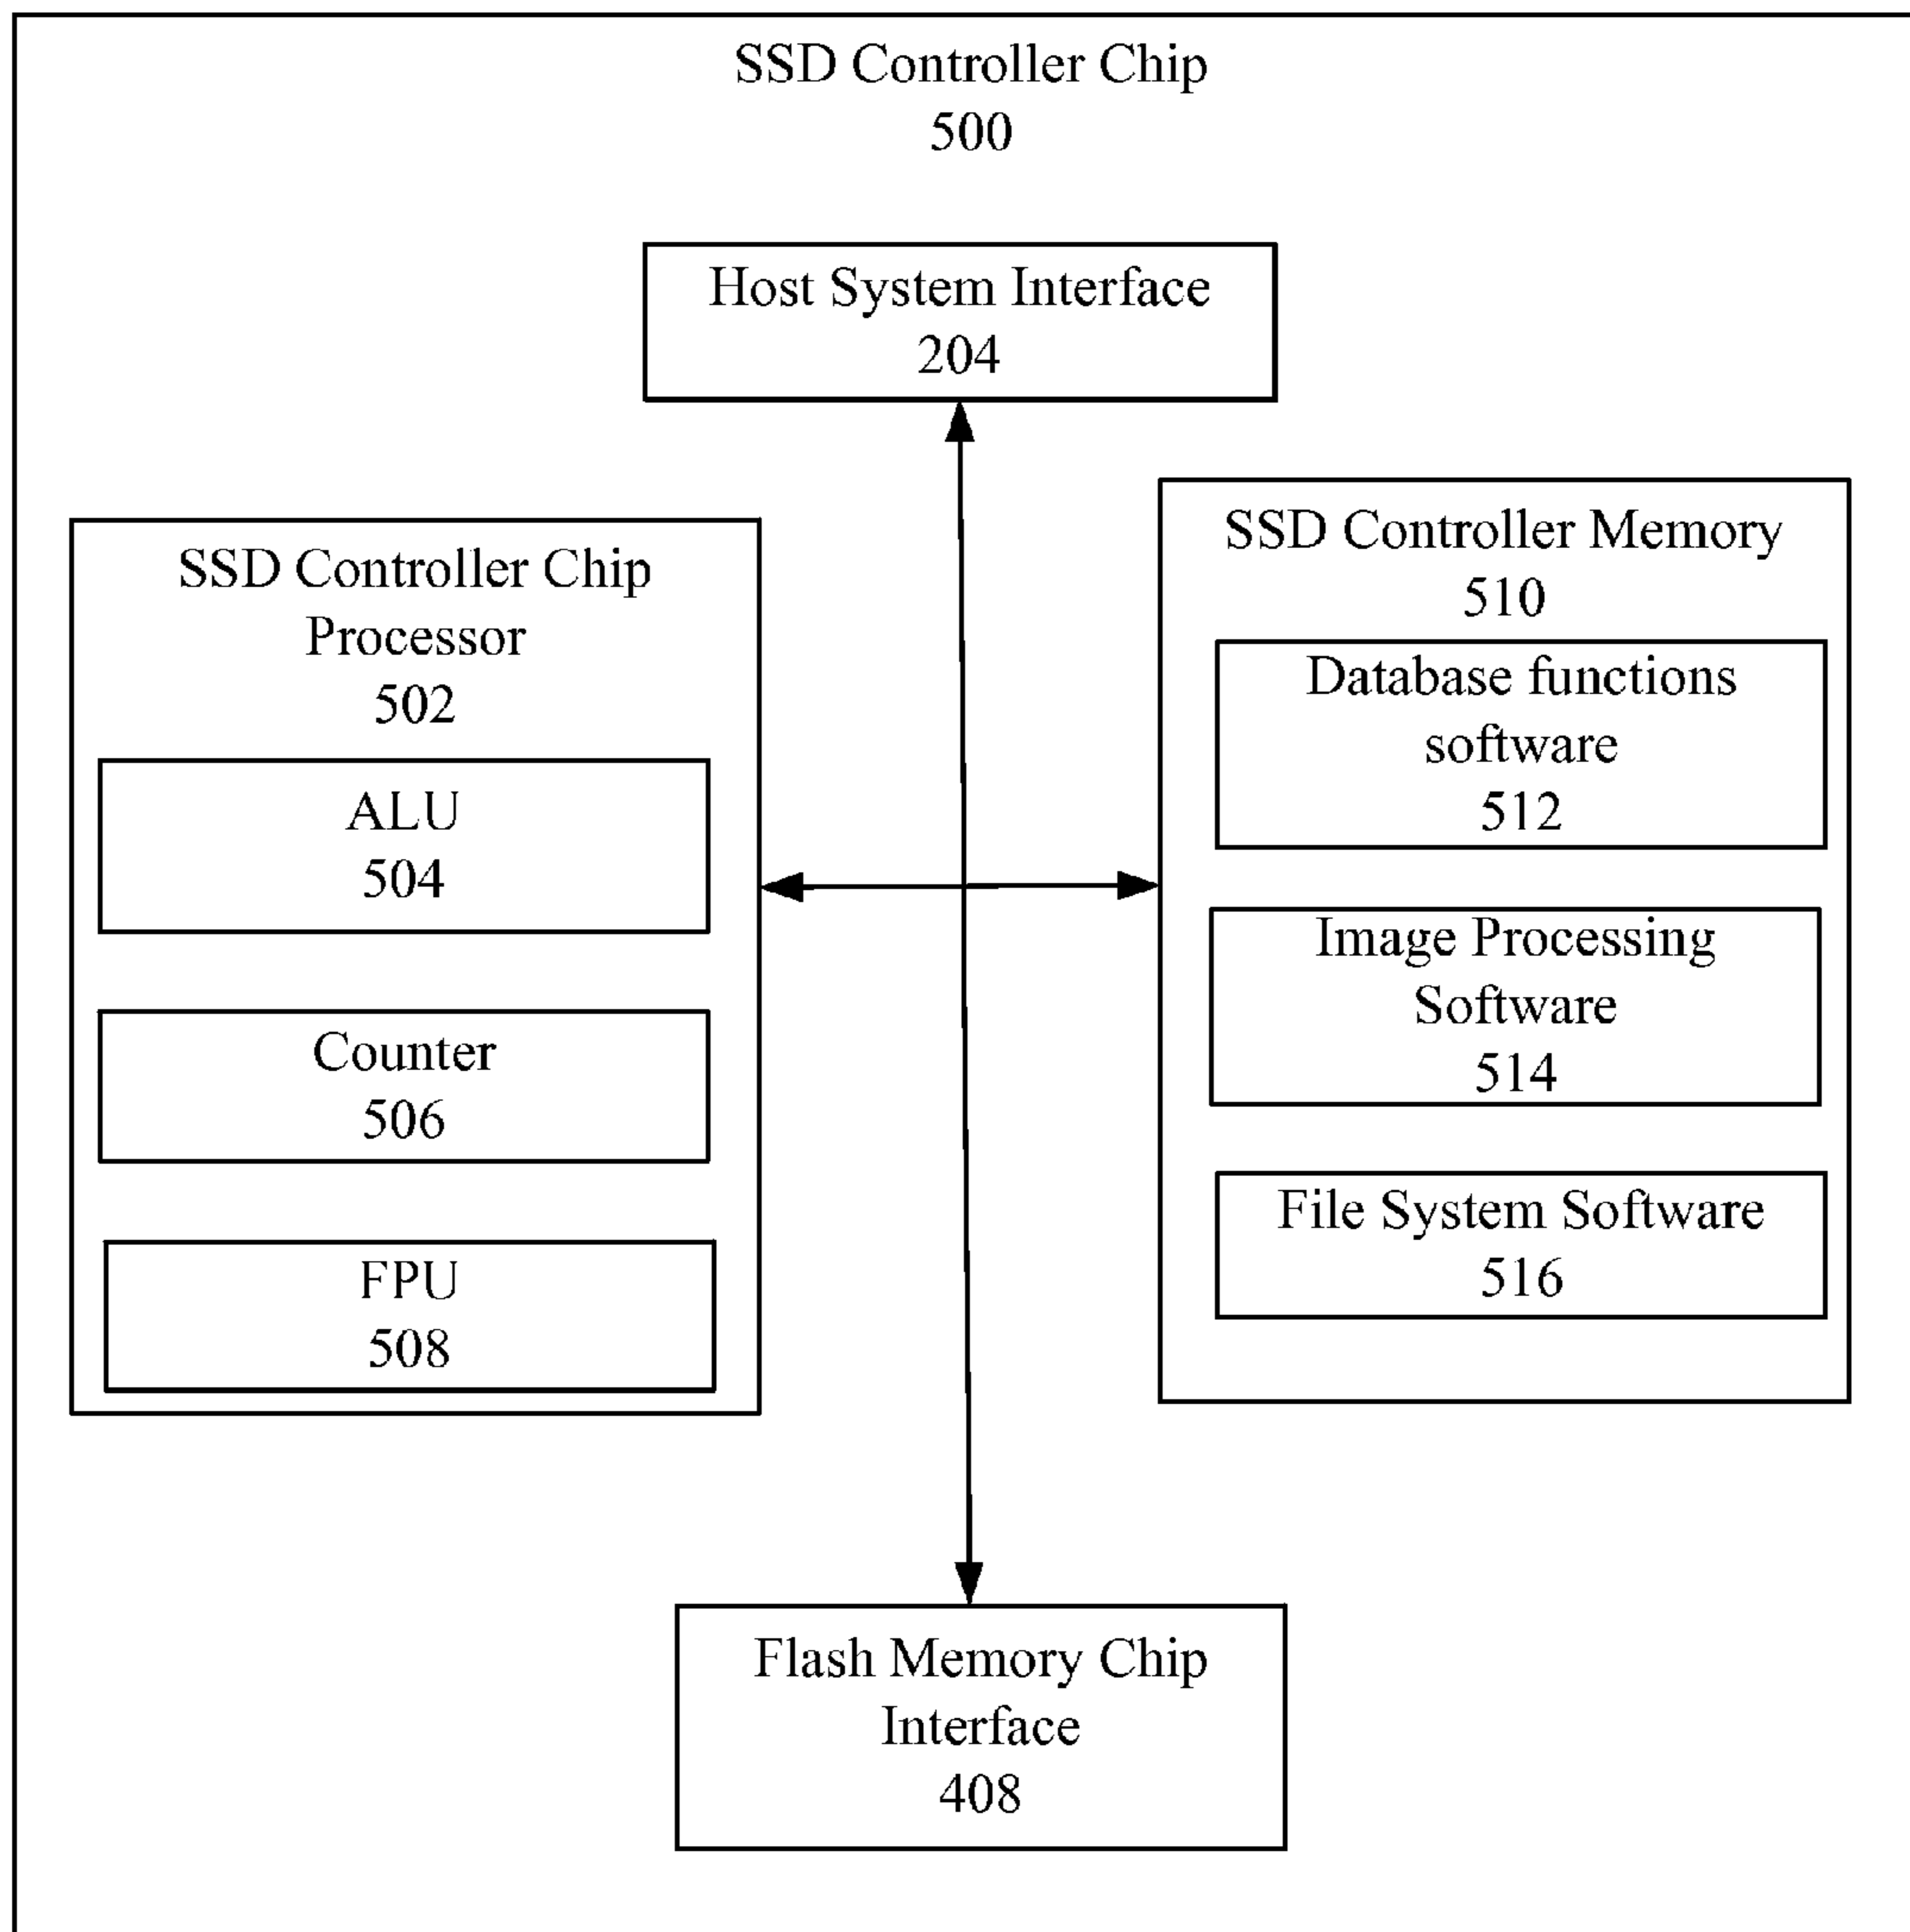 SSD Controller Chip
500
Host System Interface
204
SSD Controller Chip
Processor
502
ALU
504
Counter
506
FPU
508
SSD Controller Memory
510
Database functions
software
512
Image Processing
Software
514
File System Software
516
Flash Memory Chip
Interface
408